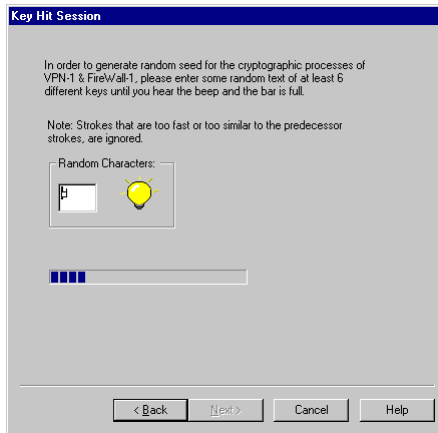 Key Hit Session
In order to generate random seed for the cryptographic processes of
VPN-1 & FireWall-1, please enter some random text of at least 6
different keys until you hear the beep and the bar is full.
Note: Strokes that are too fast or too similar to the predecessor
strokes, are ignored.
Random Characters:
< Back
Next >
Cancel
Help